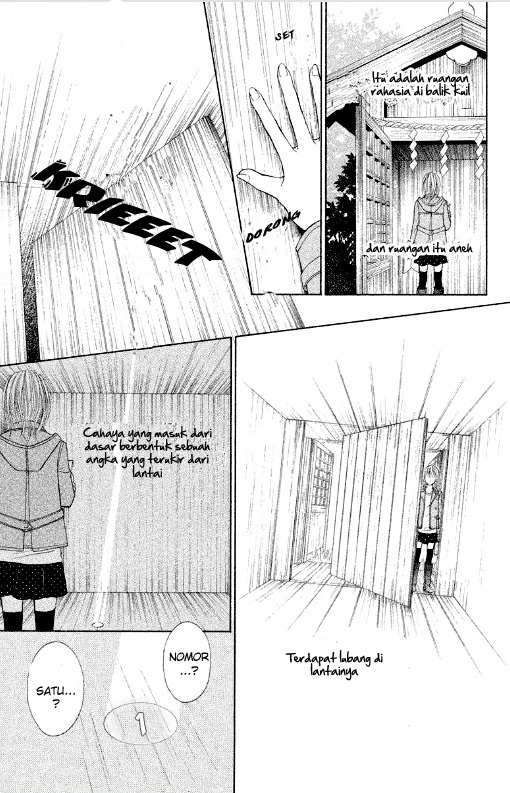 Itu adalah ruangan
rahasia di balik kuil
dan ruangan itu aneh
SET
DORONG
KRIEEET
Terdapat lubang di
lantainya
Cahaya yang masuk dari
dasar berbentuk sebuah
angka yang terukir dari
lantai
NOMOR
...?
SATU...
?
1